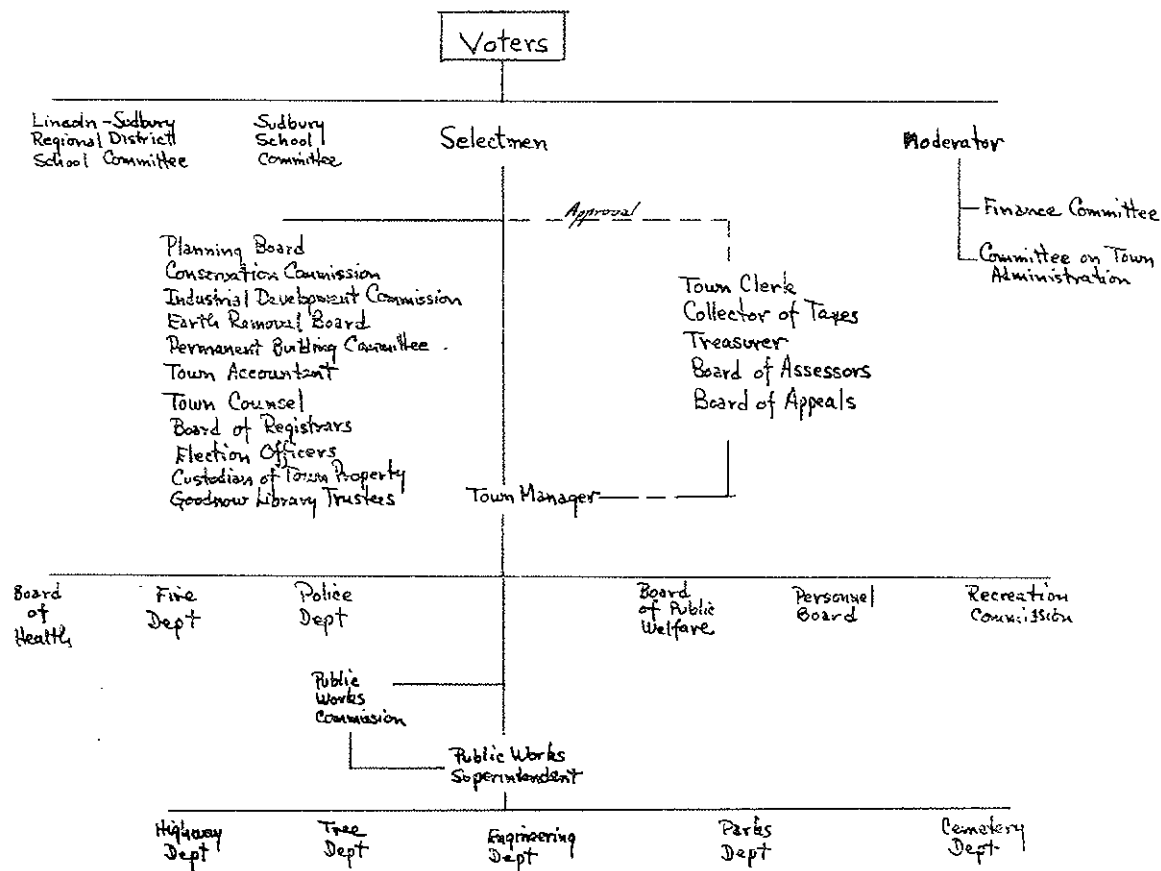 Voters
Lincoln-Sudbury
Regional District
School Committee
Sudbury
School
Committee
Selectmen
Moderator
Finance Committee
Committee on Town
Administration
Approval
Planning Board
Conservation Commission
Industrial Development Commission
Earth Removal Board
Permanent Building Committee
Town Accountant
Town Counsel
Board of Registrars
Election Officers
Custodian of Town Property
Goodnow Library Trustees
Town Clerk
Collector of Taxes
Treasurer
Board of Assessors
Board of Appeals
Town Manager
Board
of
Health
Fire
Dept
Police
Dept
Board
of Public
Welfare
Personnel
Board
Recreation
Commission
Public
Works
Commission
Public Works
Superintendent
Highway
Dept
Tree
Dept
Engineering
Dept
Parks
Dept
Cemetery
Dept